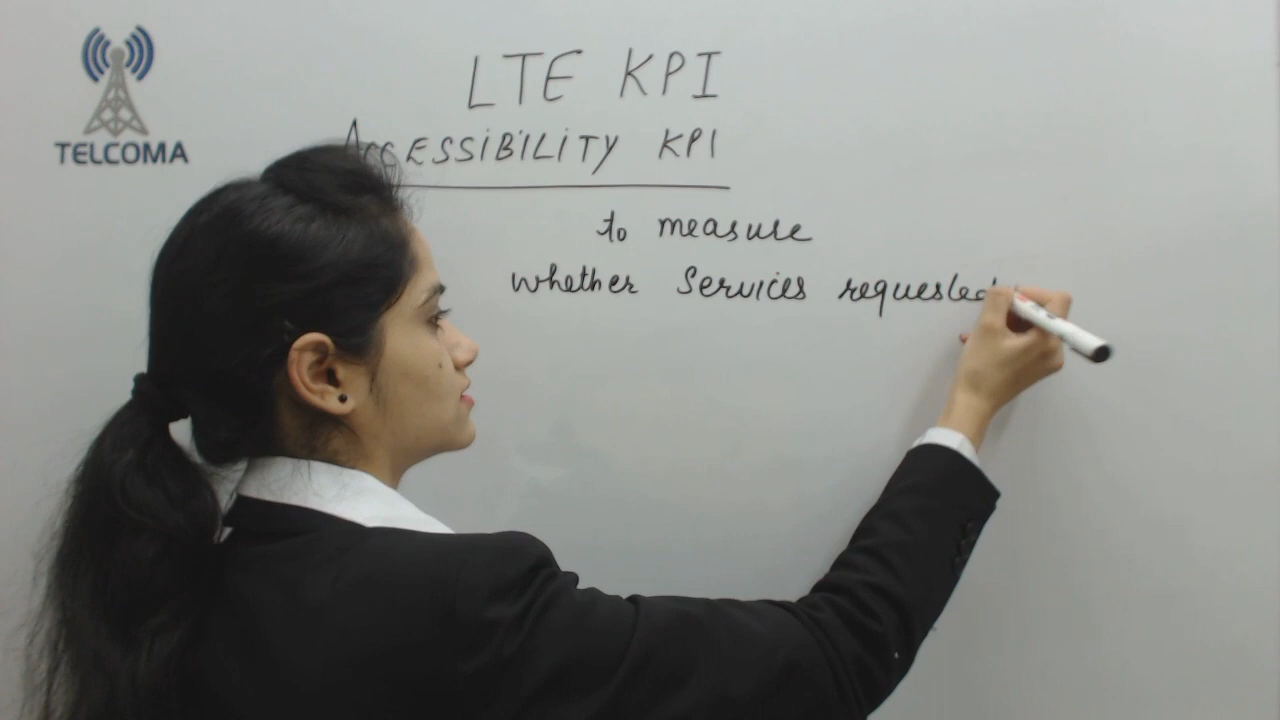 TELCOMA
LTE KPI
ACCESSIBILITY KPI
to measure
whether Services requested